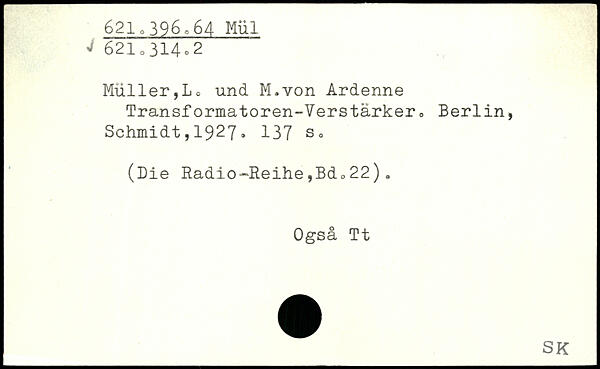 621.396.64 Mül
621.314.2
Müller,L. und M.von Ardenne
Transformatoren-Verstärker. Berlin,
Schmidt,1927. 137 s.
(Die Radio-Reihe,Bd.22).
Også Tt
SK